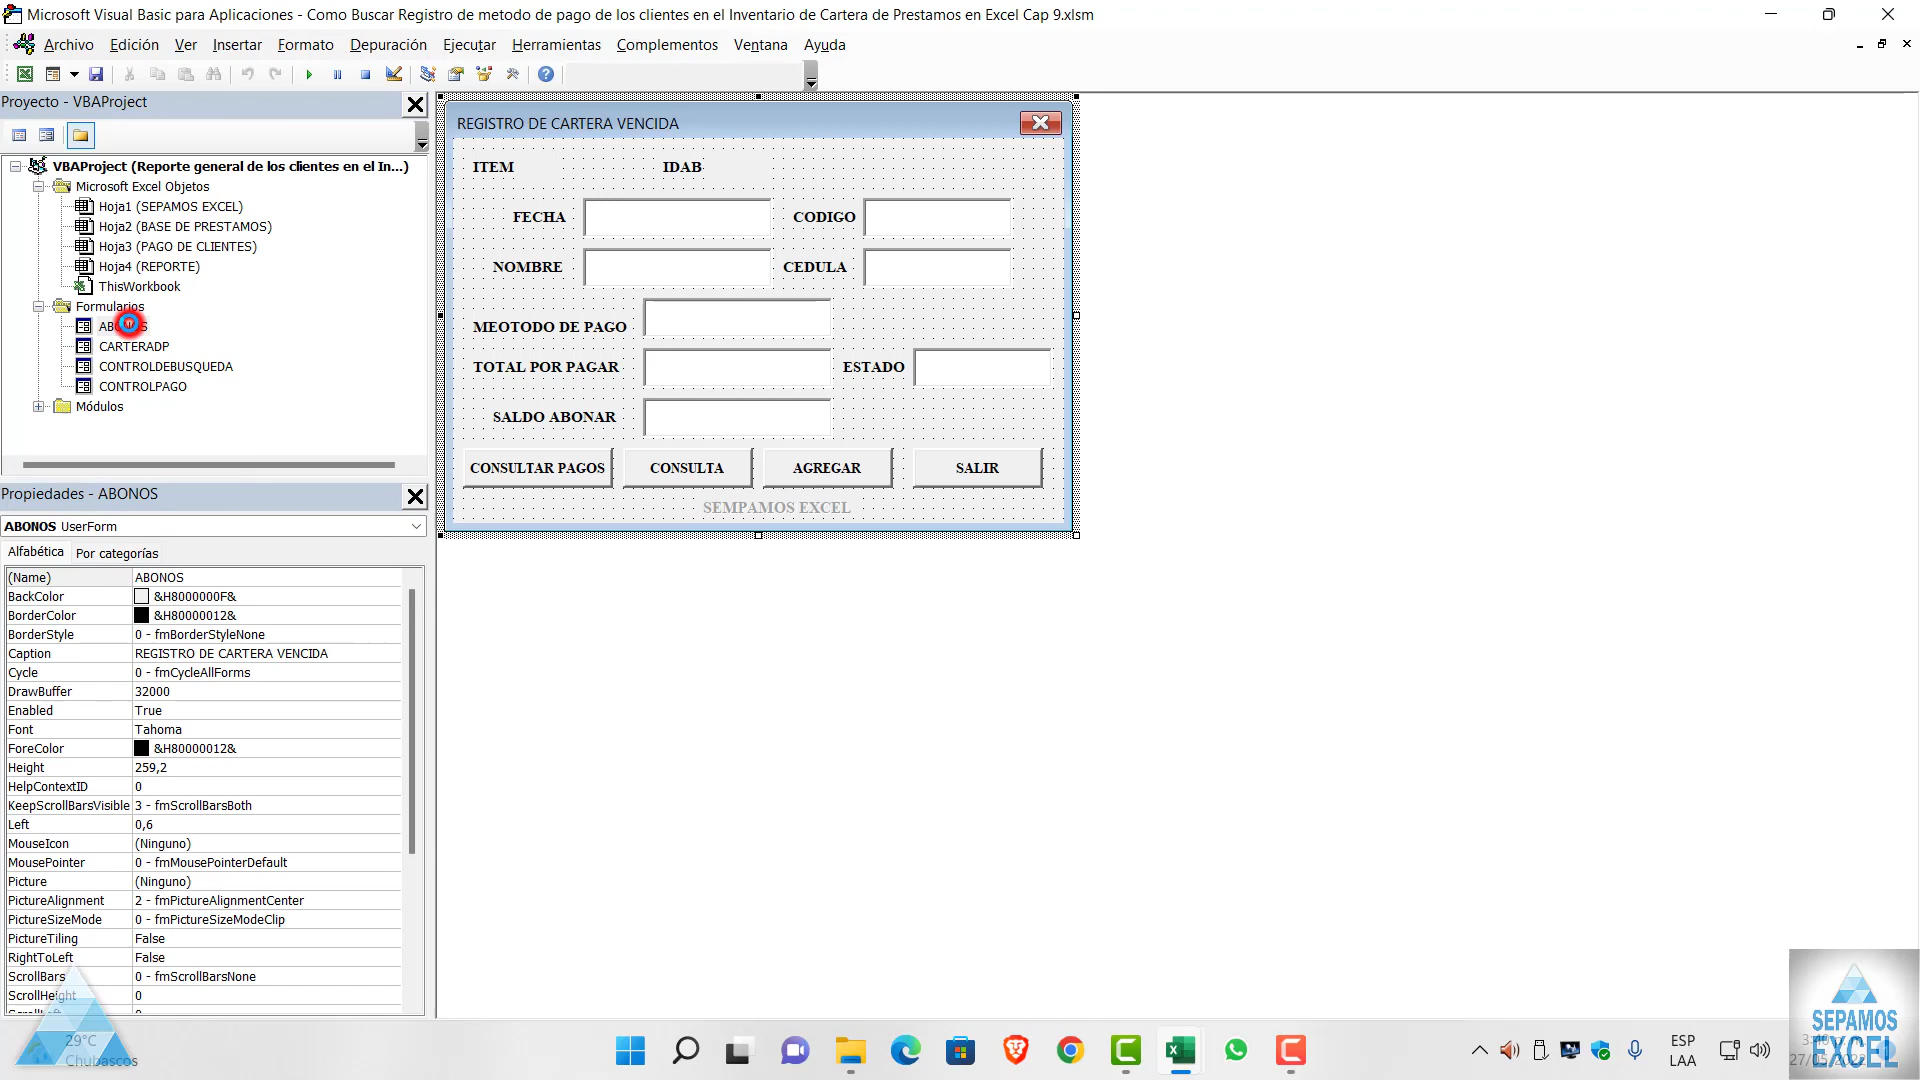 Microsoft Visual Basic para Aplicaciones - Como Buscar Registro de metodo de pago de los clientes en el Inventario de Cartera de Prestamos en Excel Cap 9.xlsm
Archivo Edición Ver Insertar Formato Depuración Ejecutar Herramientas Complementos Ventana Ayuda
Proyecto - VBAProject
VBAProject (Reporte general de los clientes en el In...)
Microsoft Excel Objetos
Hoja1 (SEPAMOS EXCEL)
Hoja2 (BASE DE PRESTAMOS)
Hoja3 (PAGO DE CLIENTES)
Hoja4 (REPORTE)
ThisWorkbook
Formularios
ABONOS
CARTERADP
CONTROLDEBUSQUEDA
CONTROLPAGO
Módulos
Propiedades - ABONOS
ABONOS UserForm
Alfabética Por categorías
(Name) ABONOS
BackColor &H8000000F&
BorderColor &H80000012&
BorderStyle 0 - fmBorderStyleNone
Caption REGISTRO DE CARTERA VENCIDA
Cycle 0 - fmCycleAllForms
DrawBuffer 32000
Enabled True
Font Tahoma
ForeColor &H80000012&
Height 259,2
HelpContextID 0
KeepScrollBarsVisible 3 - fmScrollBarsBoth
Left 0,6
MouseIcon (Ninguno)
MousePointer 0 - fmMousePointerDefault
Picture (Ninguno)
PictureAlignment 2 - fmPictureAlignmentCenter
PictureSizeMode 0 - fmPictureSizeModeClip
PictureTiling False
RightToLeft False
ScrollBars 0 - fmScrollBarsNone
ScrollHeight 0
REGISTRO DE CARTERA VENCIDA
ITEM IDAB
FECHA CODIGO
NOMBRE CEDULA
MEOTODO DE PAGO
TOTAL POR PAGAR ESTADO
SALDO ABONAR
CONSULTAR PAGOS CONSULTA AGREGAR SALIR
SEMPAMOS EXCEL
29°C
Chubascos
ESP
LAA
SEPAMOS
EXCEL